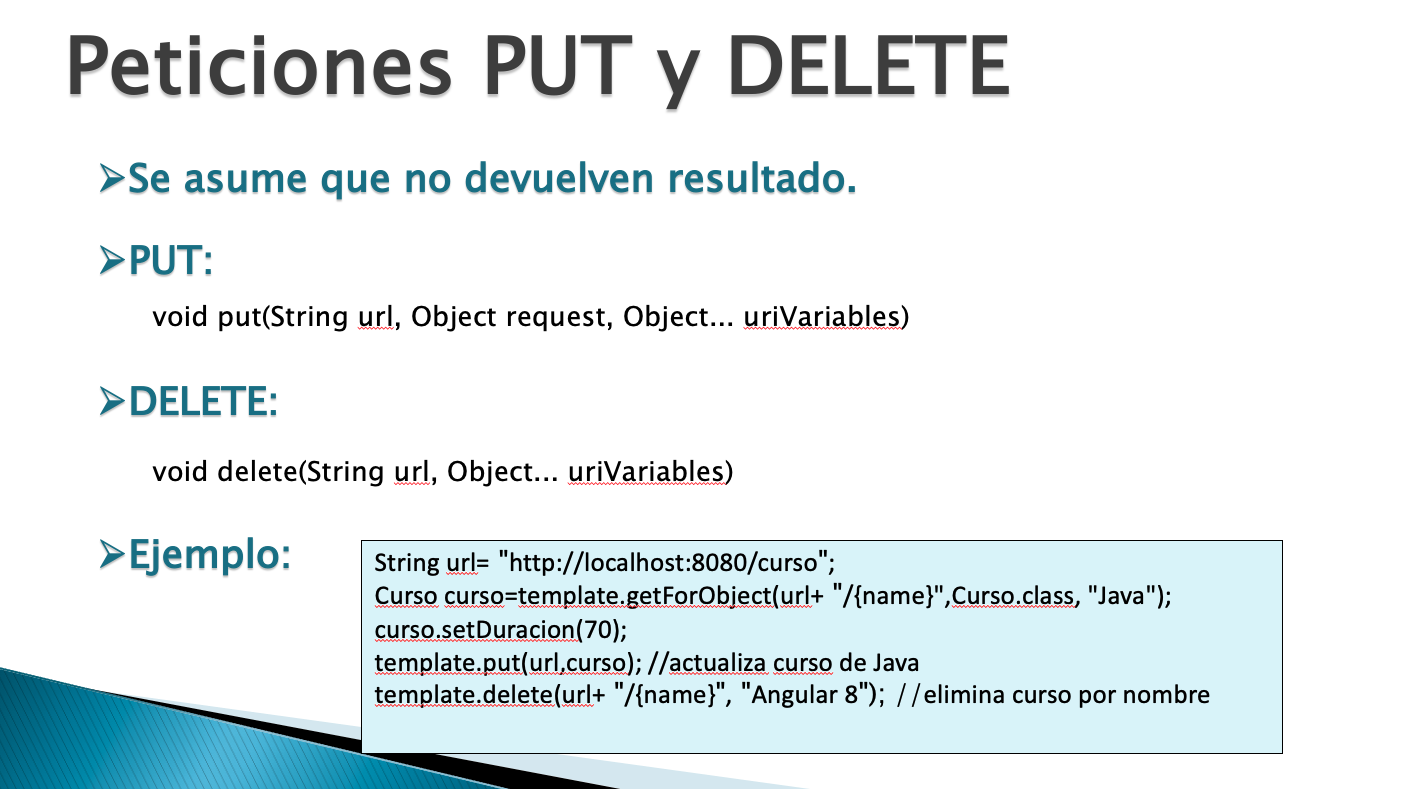 Peticiones PUT y DELETE
➢Se asume que no devuelven resultado.
➢PUT:
void put(String url, Object request, Object... uriVariables)
➢DELETE:
void delete(String url, Object... uriVariables)
➢Ejemplo:
String url= "http://localhost:8080/curso";
Curso curso=template.getForObject(url+ "/{name}",Curso.class, "Java");
curso.setDuracion(70);
template.put(url,curso); //actualiza curso de Java
template.delete(url+ "/{name}", "Angular 8"); //elimina curso por nombre